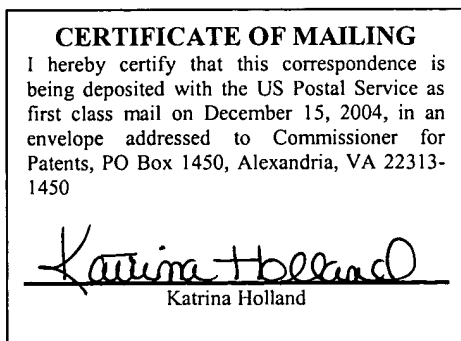 CERTIFICATE OF MAILING
I hereby certify that this correspondence is
being deposited with the US Postal Service as
first class mail on December 15, 2004, in an
envelope addressed to Commissioner for
Patents, PO Box 1450, Alexandria, VA 22313-
1450
Katrina Holland
Katrina Holland